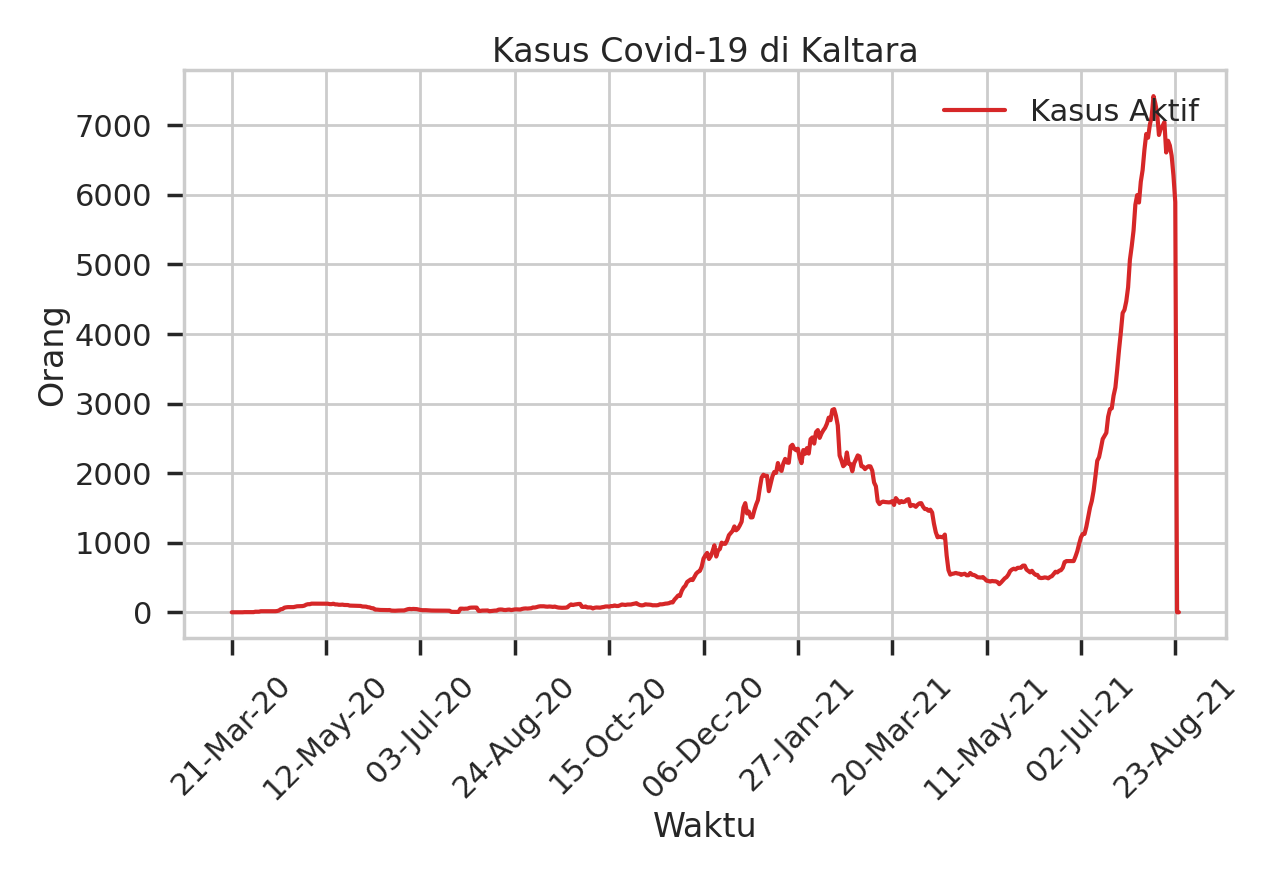 Kasus Covid-19 di Kaltara
Kasus Aktif
7000
6000
5000
4000
3000
2000
1000
0
Orang
21-Mar-20
12-May-20
03-Jul-20
24-Aug-20
15-Oct-20
06-Dec-20
27-Jan-21
20-Mar-21
11-May-21
02-Jul-21
23-Aug-21
Waktu